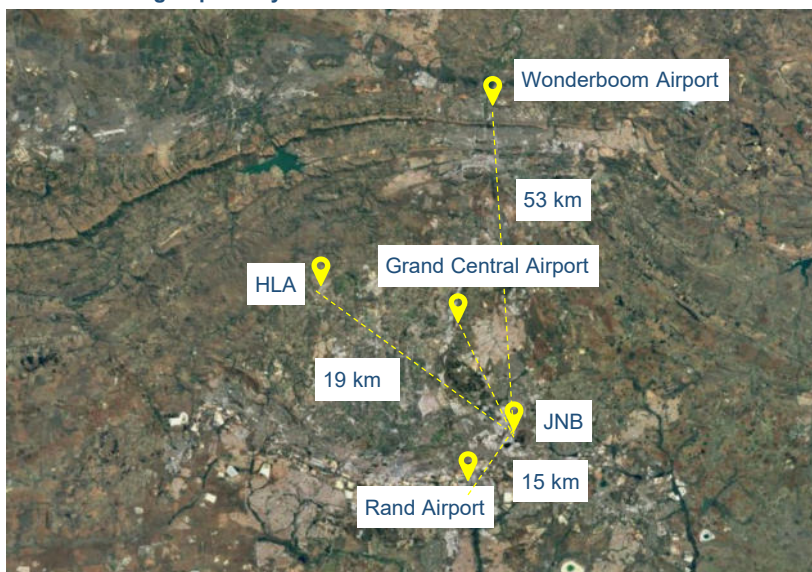 Wonderboom Airport
53 km
Grand Central Airport
HLA
19 km
JNB
15 km
Rand Airport